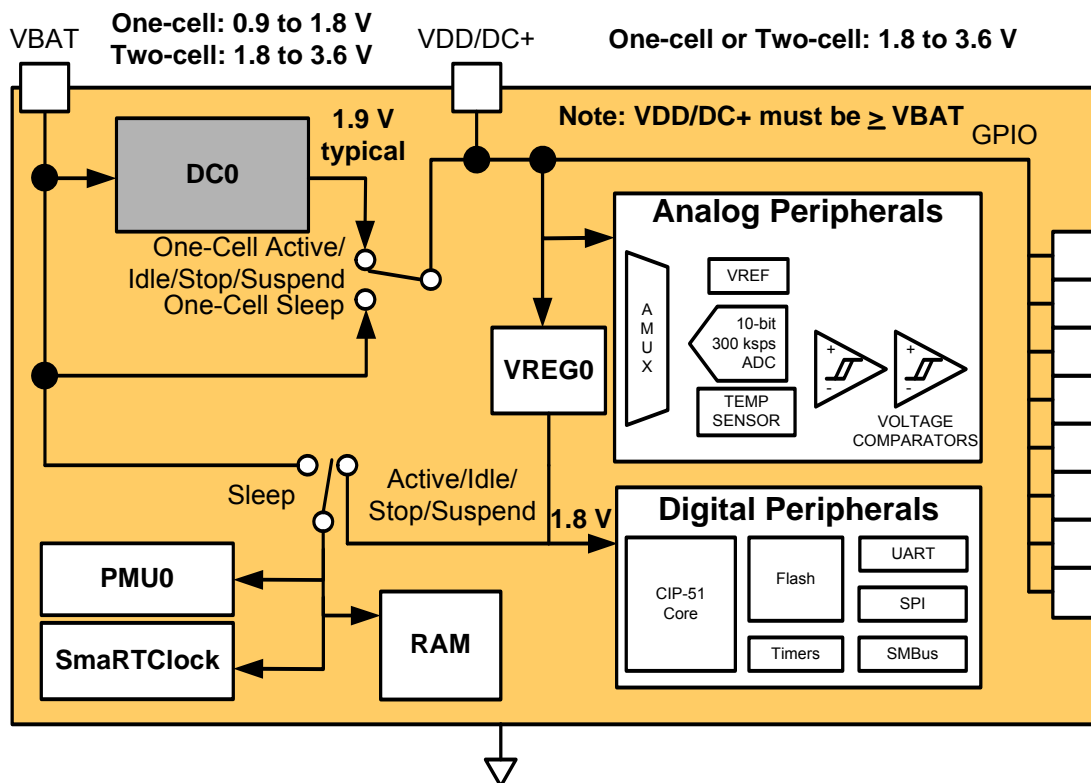 VBAT
One-cell: 0.9 to 1.8 V
Two-cell: 1.8 to 3.6 V
VDD/DC+
One-cell or Two-cell: 1.8 to 3.6 V
Note: VDD/DC+ must be ≥ VBAT
GPIO
1.9 V
typical
DC0
One-Cell Active/
Idle/Stop/Suspend
One-Cell Sleep
Analog Peripherals
A
M
U
X
VREF
10-bit
300 ksps
ADC
TEMP
SENSOR
+
-
+
-
VOLTAGE
COMPARATORS
VREG0
Sleep
Active/Idle/
Stop/Suspend
1.8 V
Digital Peripherals
CIP-51
Core
Flash
Timers
UART
SPI
SMBus
PMU0
SmaRTClock
RAM